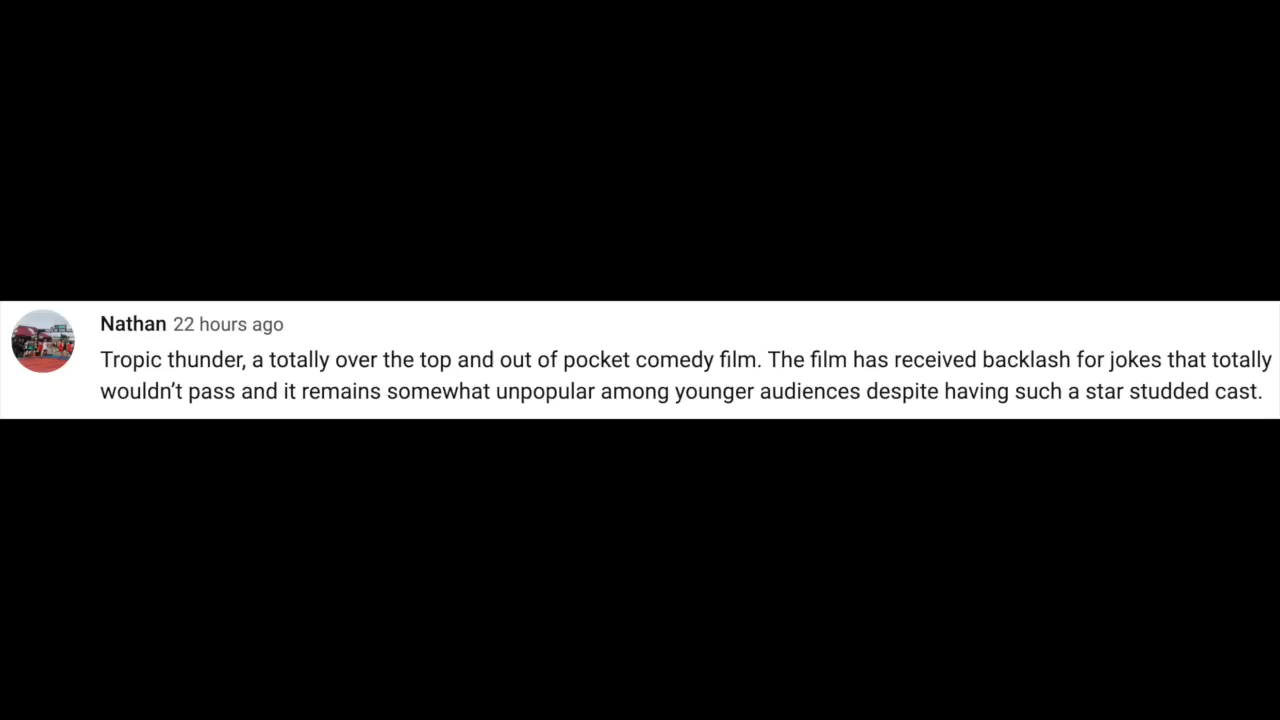 Nathan 22 hours ago
Tropic thunder, a totally over the top and out of pocket comedy film. The film has received backlash for jokes that totally
wouldn’t pass and it remains somewhat unpopular among younger audiences despite having such a star studded cast.